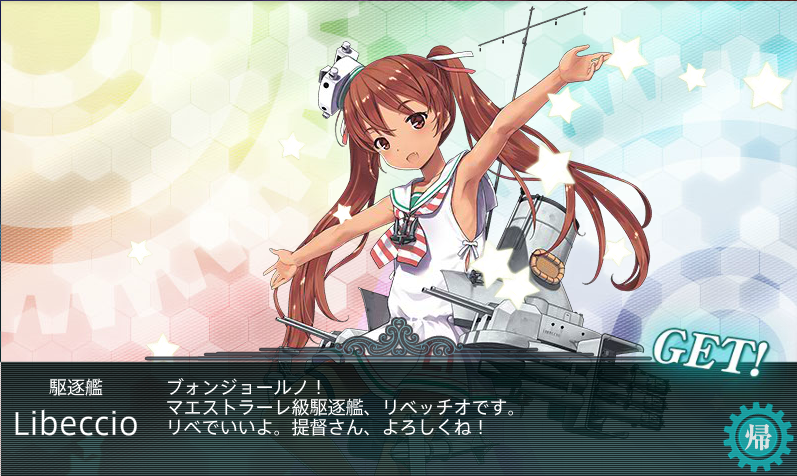 GET!
駆逐艦
Libeccio
ブォンジョールノ！
マエストラーレ級駆逐艦、リベッチオです。
リベでいいよ。提督さん、よろしくね！
帰